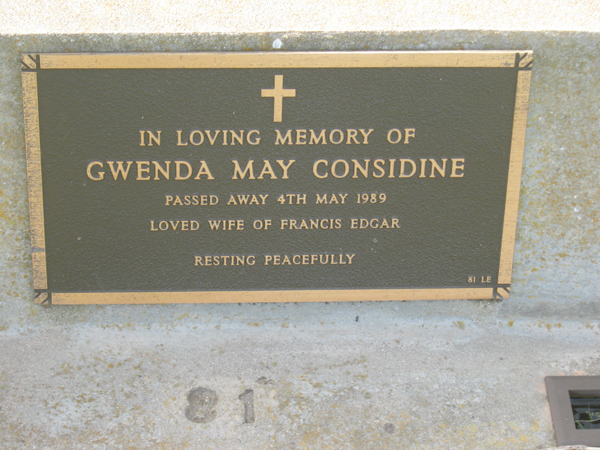 IN LOVING MEMORY OF
GWENDA MAY CONSIDINE
PASSED AWAY 4TH MAY 1989
LOVED WIFE OF FRANCIS EDGAR
RESTING PEACEFULLY
81 LE
81